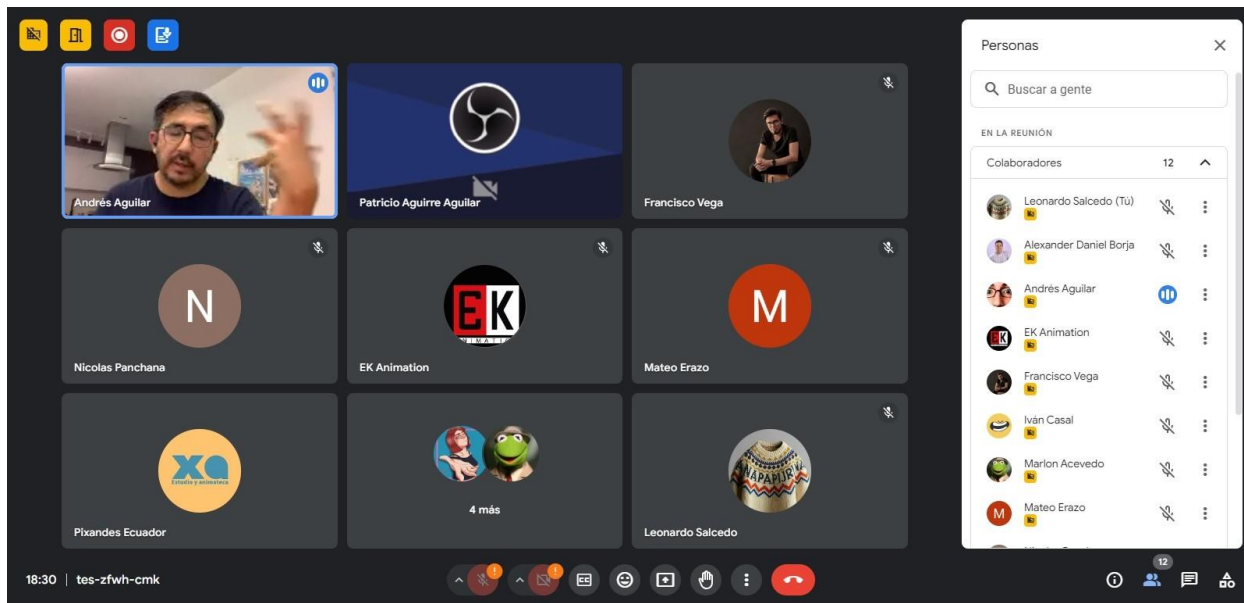 Andrés Aguilar
Patricio Aguirre Aguilar
Francisco Vega
N
Nicolas Panchana
EK
EK Animation
M
Mateo Erazo
xa
Estudio y animateca
Pixandes Ecuador
4 más
NAPAPIJRI
Leonardo Salcedo
Personas
Buscar a gente
EN LA REUNIÓN
Colaboradores 12
Leonardo Salcedo (Tú)
Alexander Daniel Borja
Andrés Aguilar
EK Animation
Francisco Vega
Iván Casal
Marlon Acevedo
M Mateo Erazo
18:30 | tes-zfwh-cmk
12